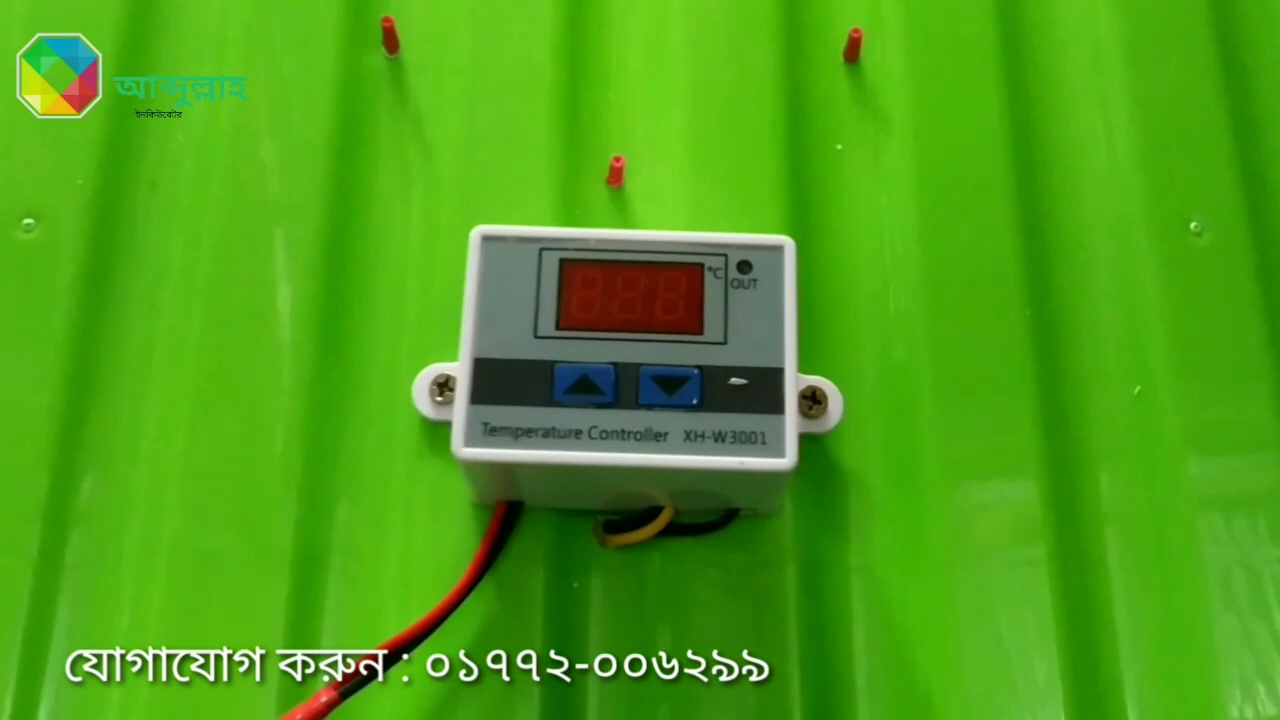 আব্দুল্লাহ
ইনকিউবেটর
°C
OUT
Temperature Controller XH-W3001
যোগাযোগ করুন : ০১৭৭২-০০৬২৯৯